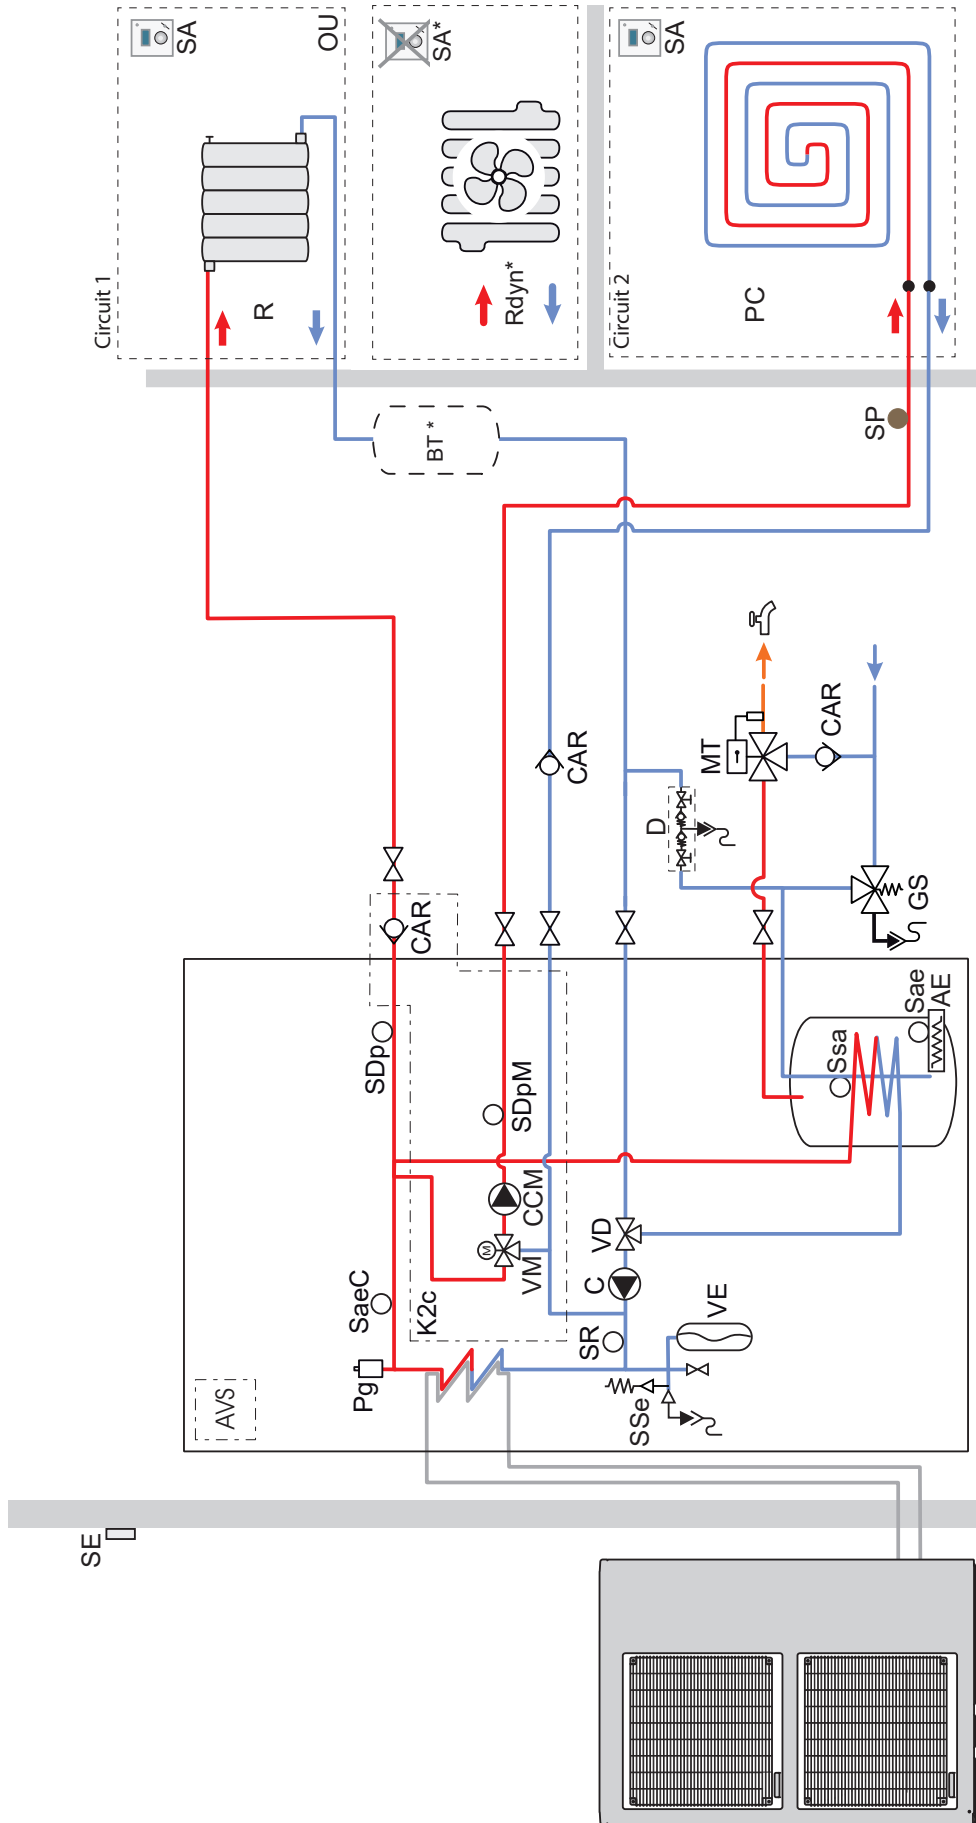 Circuit 1
SA
OU
R
SA*
Rdyn*
Circuit 2
SA
PC
BT *
SP
CAR
MT
CAR
D
GS
CAR
SDp
SDpM
Ssa
Sae
AE
SaeC
K2c
CCM
VM
VD
C
SR
VE
SSe
Pg
AVS
M
SE